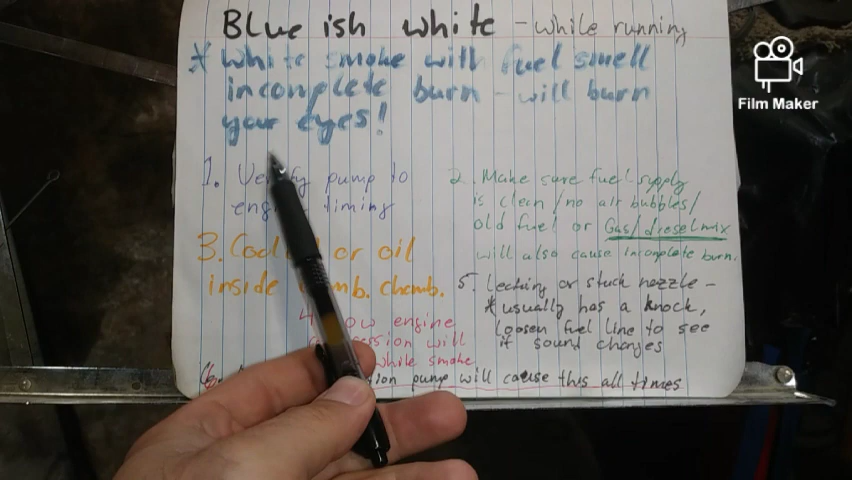 BLue ish white - while running
* White smoke will fuel smell
incomplete burn - will burn
your eyes!
1. Verify pump to
engine timing
2. Make sure fuel supply
is clean/no air bubbles/
old fuel or Gas/diesel mix
will also cause incomplete burn.
3. or oil
inside comb. chamb.
4. Low engine
will
while smoke
5. Leaking or stuck nozzle -
* usually has a knock,
loosen fuel line to see
if sound changes
pump will cause this all times
Film Maker